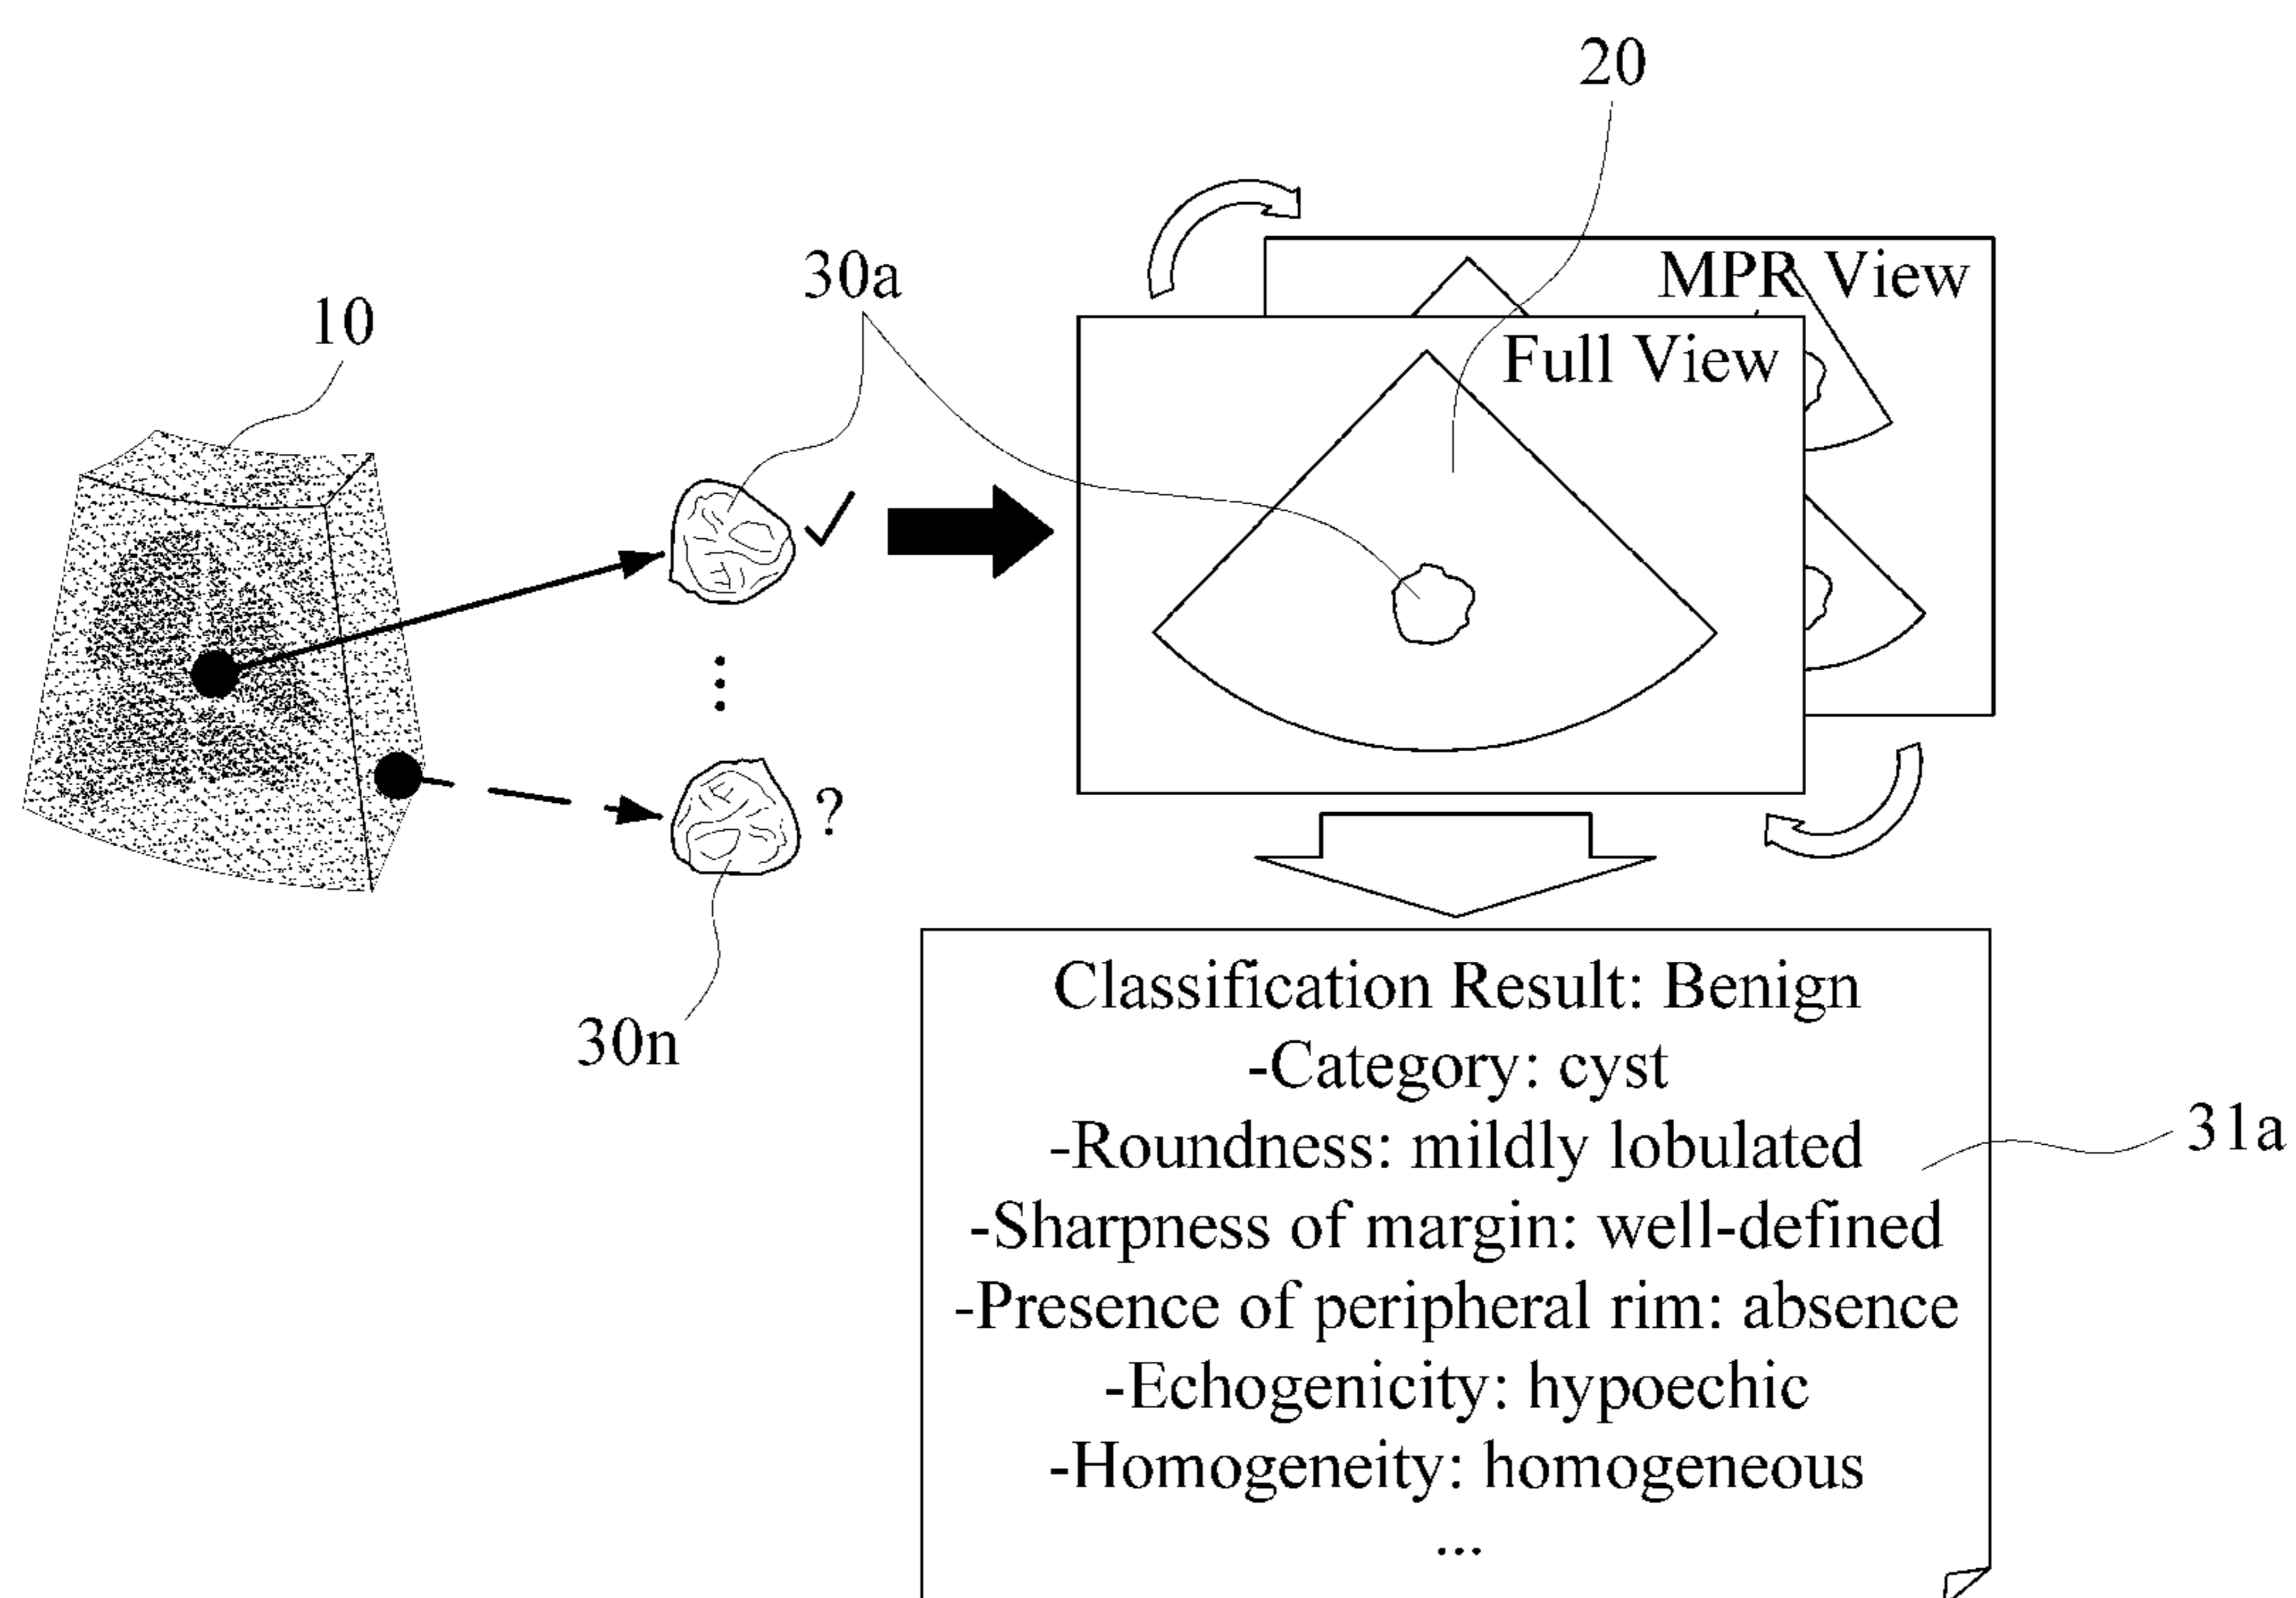 20
30a
MPR View
10
Full View
?
30n
Classification Result: Benign
-Category: cyst
-Roundness: mildly lobulated
31a
-Sharpness of margin: well-defined
-Presence of peripheral rim: absence
-Echogenicity: hypoechic
-Homogeneity: homogeneous
...